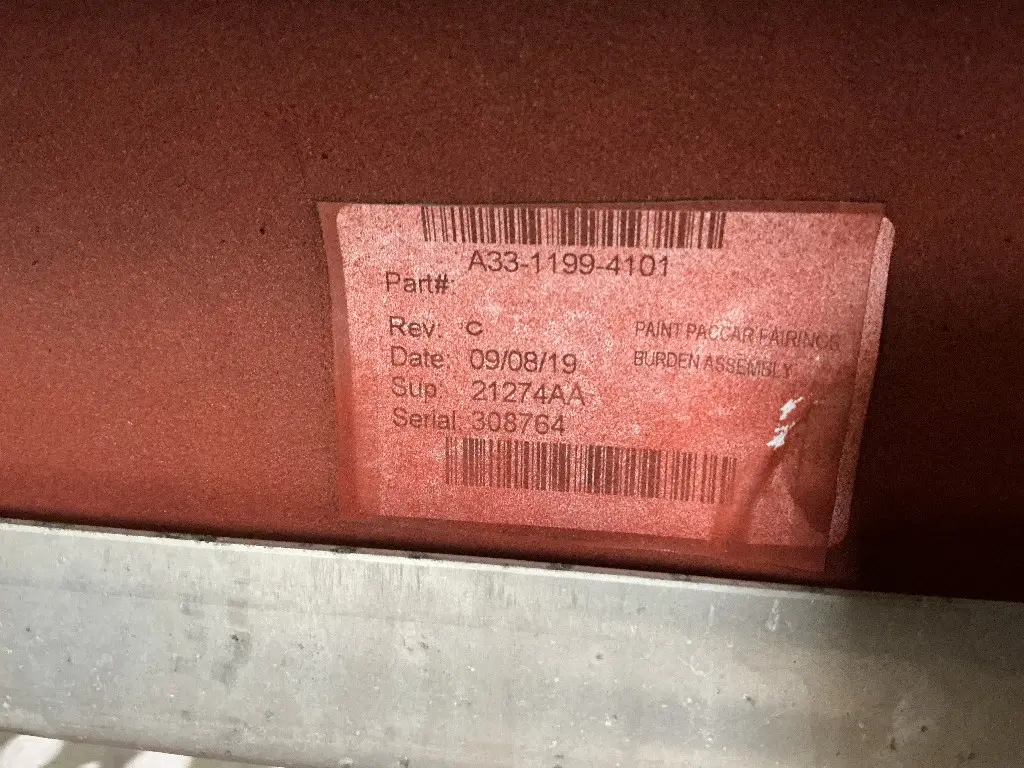 A33-1199-4101
Part#:
Rev: C
PAINT PACCAR FAIRINGS
Date: 09/08/19
BURDEN ASSEMBLY
Sup 21274AA
Serial 308764